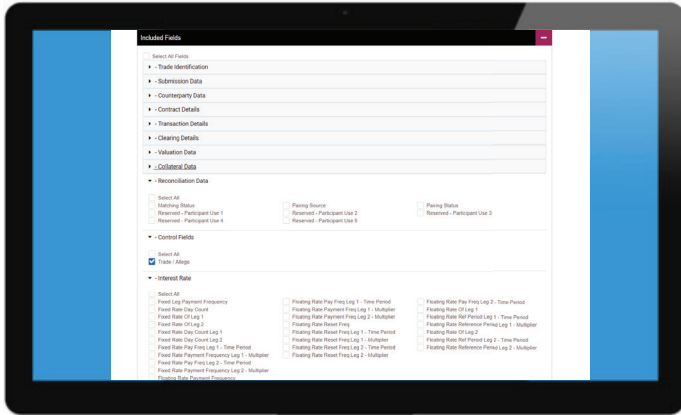 Included Fields
Select All Fields
- Trade Identification
- Submission Data
- Counterparty Data
- Contract Details
- Transaction Details
- Clearing Details
- Valuation Data
- Collateral Data
- Reconciliation Data
Select All
Matching Status Pairing Source Pairing Status
Reserved - Participant Use 1 Reserved - Participant Use 2 Reserved - Participant Use 3
Reserved - Participant Use 4 Reserved - Participant Use 5
- Control Fields
Select All
Trade / Allege
- Interest Rate
Select All
Fixed Leg Payment Frequency Floating Rate Pay Freq Leg 1 - Time Period Floating Rate Pay Freq Leg 2 - Time Period
Fixed Rate Day Count Floating Rate Payment Freq Leg 1 - Multiplier Floating Rate Of Leg 1
Fixed Rate Of Leg 1 Floating Rate Payment Freq Leg 2 - Multiplier Floating Rate Ref Period Leg 1 - Time Period
Fixed Rate Of Leg 2 Floating Rate Reset Freq Floating Rate Reference Period Leg 1 - Multiplier
Fixed Rate Day Count Leg 1 Floating Rate Reset Freq Leg 1 - Time Period Floating Rate Of Leg 2
Fixed Rate Day Count Leg 2 Floating Rate Reset Freq Leg 1 - Multiplier Floating Rate Ref Period Leg 2 - Time Period
Fixed Rate Pay Freq Leg 1 - Time Period Floating Rate Reset Freq Leg 2 - Time Period Floating Rate Reference Period Leg 2 - Multiplier
Fixed Rate Payment Frequency Leg 1 - Multiplier Floating Rate Reset Freq Leg 2 - Multiplier
Fixed Rate Pay Freq Leg 2 - Time Period
Fixed Rate Payment Frequency Leg 2 - Multiplier
Floating Rate Payment Frequency